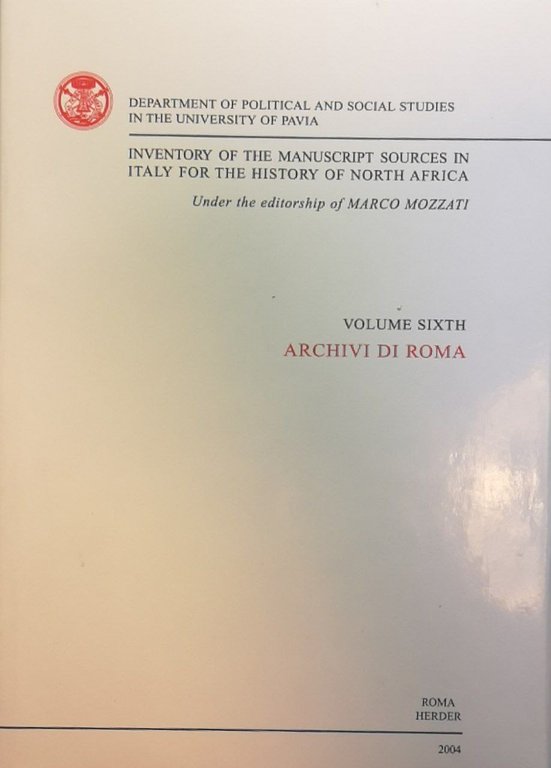 DEPARTMENT OF POLITICAL AND SOCIAL STUDIES
IN THE UNIVERSITY OF PAVIA
INVENTORY OF THE MANUSCRIPT SOURCES IN
ITALY FOR THE HISTORY OF NORTH AFRICA
Under the editorship of MARCO MOZZATI
VOLUME SIXTH
ARCHIVI DI ROMA
ROMA
HERDER
2004